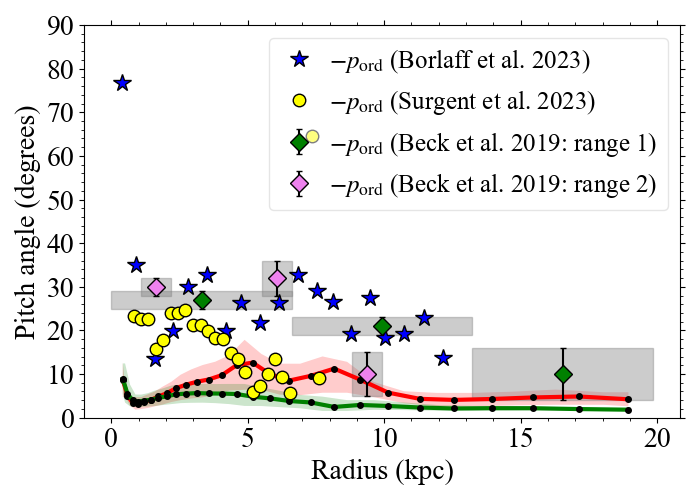 90
80
70
60
50
40
30
20
10
0
Pitch angle (degrees)
−p_ord (Borlaff et al. 2023)
−p_ord (Surgent et al. 2023)
−p_ord (Beck et al. 2019: range 1)
−p_ord (Beck et al. 2019: range 2)
0 5 10 15 20
Radius (kpc)